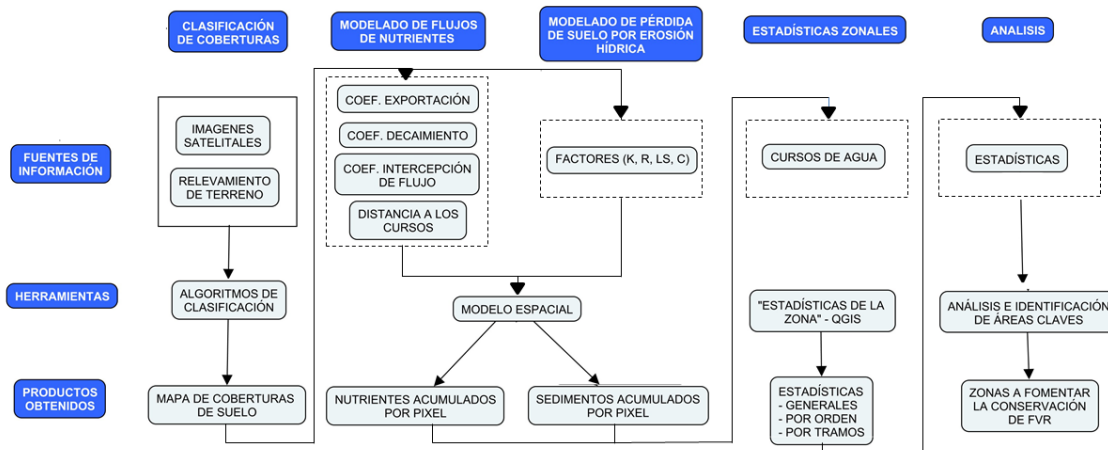 CLASIFICACIÓN
DE COBERTURAS
MODELADO DE FLUJOS
DE NUTRIENTES
MODELADO DE PÉRDIDA
DE SUELO POR EROSIÓN
HÍDRICA
ESTADÍSTICAS ZONALES
ANALISIS
FUENTES DE
INFORMACIÓN
IMAGENES
SATELITALES
RELEVAMIENTO
DE TERRENO
COEF. EXPORTACIÓN
COEF. DECAIMIENTO
COEF. INTERCEPCIÓN
DE FLUJO
DISTANCIA A LOS
CURSOS
FACTORES (K, R, LS, C)
CURSOS DE AGUA
ESTADÍSTICAS
HERRAMIENTAS
ALGORITMOS DE
CLASIFICACIÓN
MODELO ESPACIAL
"ESTADÍSTICAS DE LA
ZONA" - QGIS
ANÁLISIS E IDENTIFICACIÓN
DE ÁREAS CLAVES
PRODUCTOS
OBTENIDOS
MAPA DE COBERTURAS
DE SUELO
NUTRIENTES ACUMULADOS
POR PIXEL
SEDIMENTOS ACUMULADOS
POR PIXEL
ESTADÍSTICAS
- GENERALES
- POR ORDEN
- POR TRAMOS
ZONAS A FOMENTAR
LA CONSERVACIÓN
DE FVR